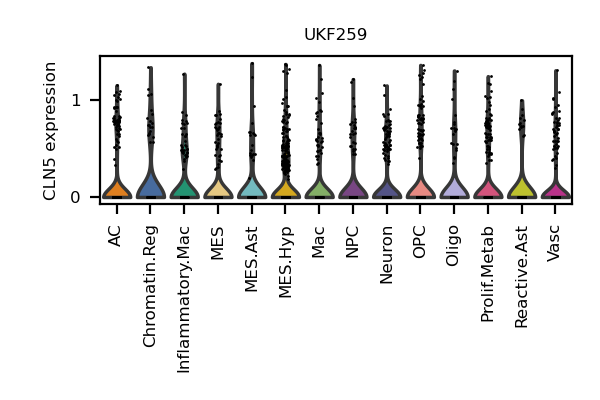 UKF259
CLN5 expression
1
0
AC
Chromatin.Reg
Inflammatory.Mac
MES
MES.Ast
MES.Hyp
Mac
NPC
Neuron
OPC
Oligo
Prolif.Metab
Reactive.Ast
Vasc